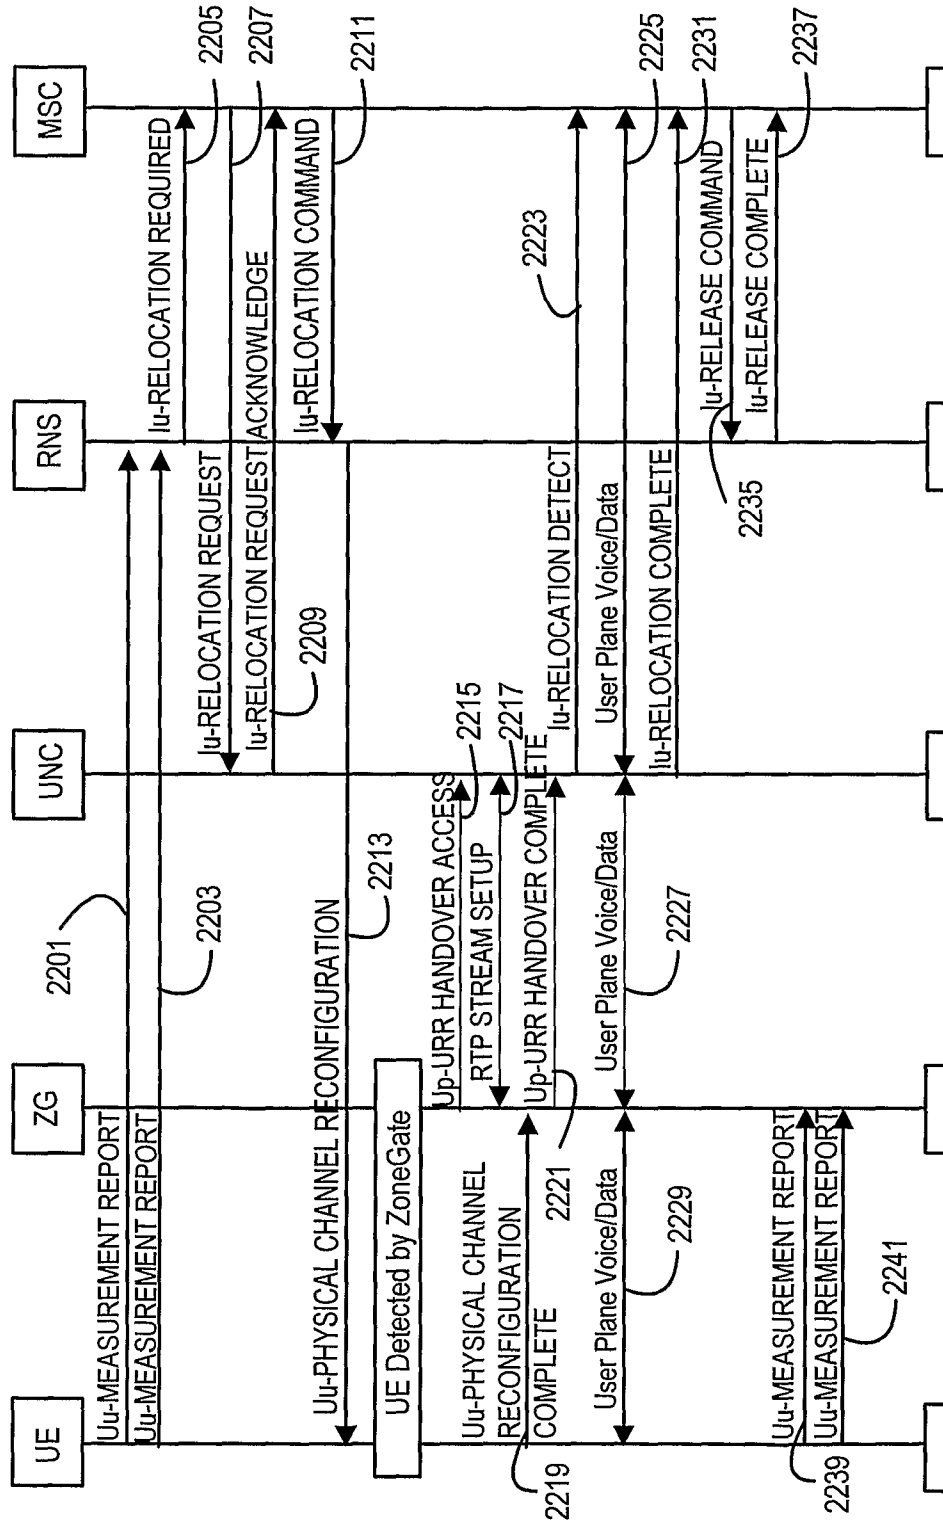 UE
ZG
UNC
RNS
MSC
Uu-MEASUREMENT REPORT
2201
Uu-MEASUREMENT REPORT
2203
Iu-RELOCATION REQUIRED
2205
Iu-RELOCATION REQUEST
2207
Iu-RELOCATION REQUEST ACKNOWLEDGE
2209
Iu-RELOCATION COMMAND
2211
Uu-PHYSICAL CHANNEL RECONFIGURATION
2213
UE Detected by ZoneGate
Up-URR HANDOVER ACCESS
2215
RTP STREAM SETUP
2217
Uu-PHYSICAL CHANNEL
RECONFIGURATION
COMPLETE
2219
Up-URR HANDOVER COMPLETE
2221
Iu-RELOCATION DETECT
2223
User Plane Voice/Data
2229
User Plane Voice/Data
2227
User Plane Voice/Data
2225
Iu-RELOCATION COMPLETE
2231
Iu-RELEASE COMMAND
2235
Iu-RELEASE COMPLETE
2237
Uu-MEASUREMENT REPORT
2239
Uu-MEASUREMENT REPORT
2241